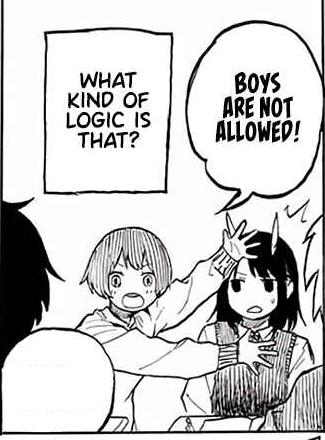 BOYS
ARE NOT
ALLOWED!
WHAT
KIND OF
LOGIC IS
THAT?